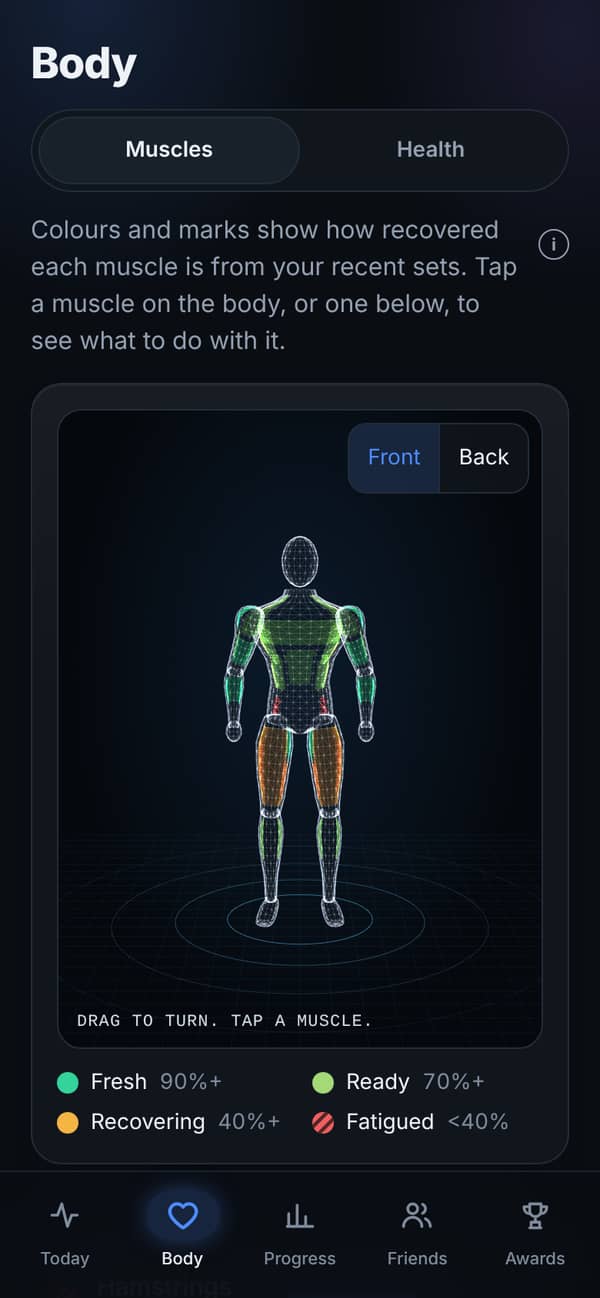 Body
Muscles
Health
Colours and marks show how recovered
each muscle is from your recent sets. Tap
a muscle on the body, or one below, to
see what to do with it.
i
Front
Back
DRAG TO TURN. TAP A MUSCLE.
Fresh 90%+
Ready 70%+
Recovering 40%+
Fatigued <40%
Today
Body
Progress
Friends
Awards
Hamstrings